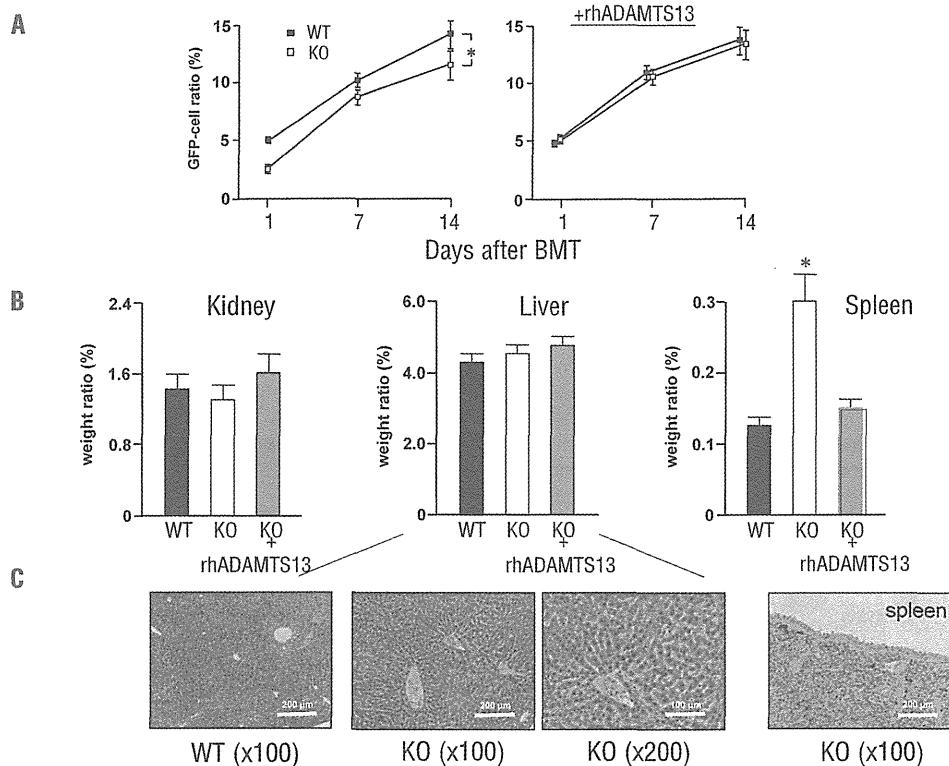 A
WT
KO
*
+rhADAMTS13
GFP-cell ratio (%)
15
10
5
0
1
7
14
15
10
5
0
1
7
14
Days after BMT
B
Kidney
weight ratio (%)
2.4
1.6
0.8
0
WT
KO
KO
+
rhADAMTS13
Liver
weight ratio (%)
6.0
4.0
2.0
0
WT
KO
KO
+
rhADAMTS13
Spleen
*
weight ratio (%)
0.3
0.2
0.1
0
WT
KO
KO
+
rhADAMTS13
C
200 μm
WT (x100)
200 μm
KO (x100)
100 μm
KO (x200)
spleen
200 μm
KO (x100)